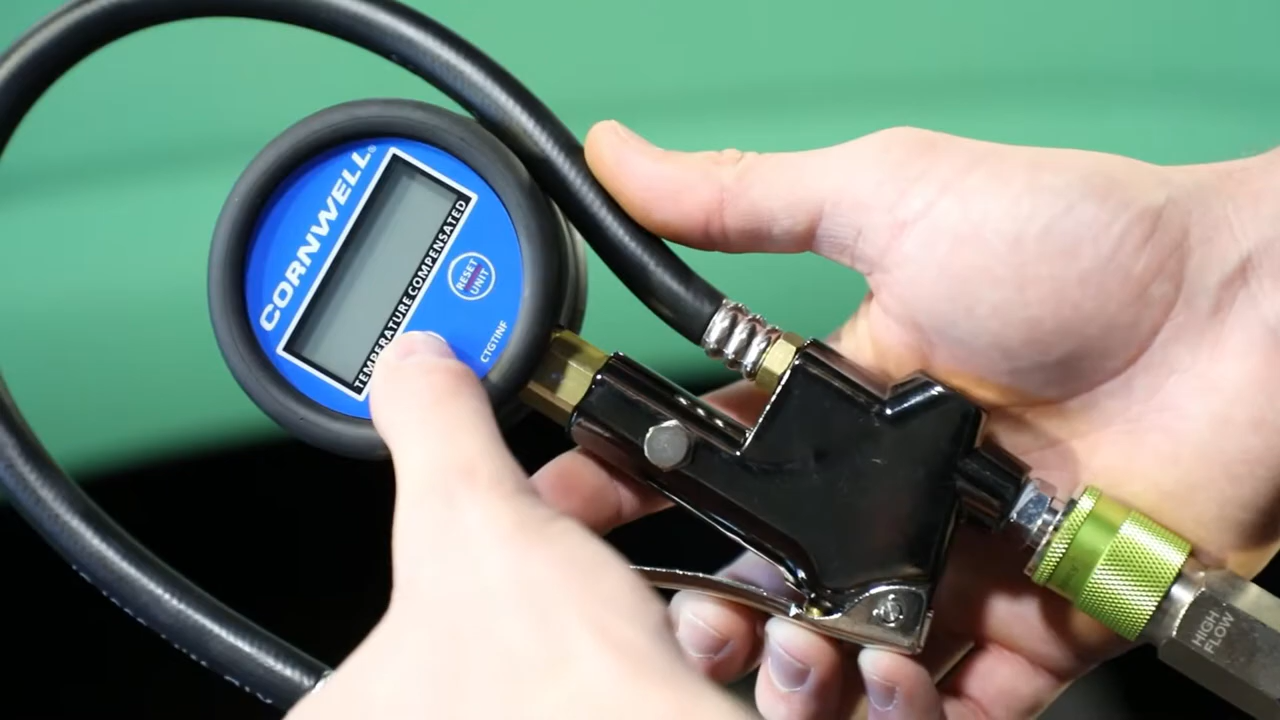 CORNWELL®
TEMPERATURE COMPENSATED
RESET
UNIT
CTGTINF
HIGH
FLOW